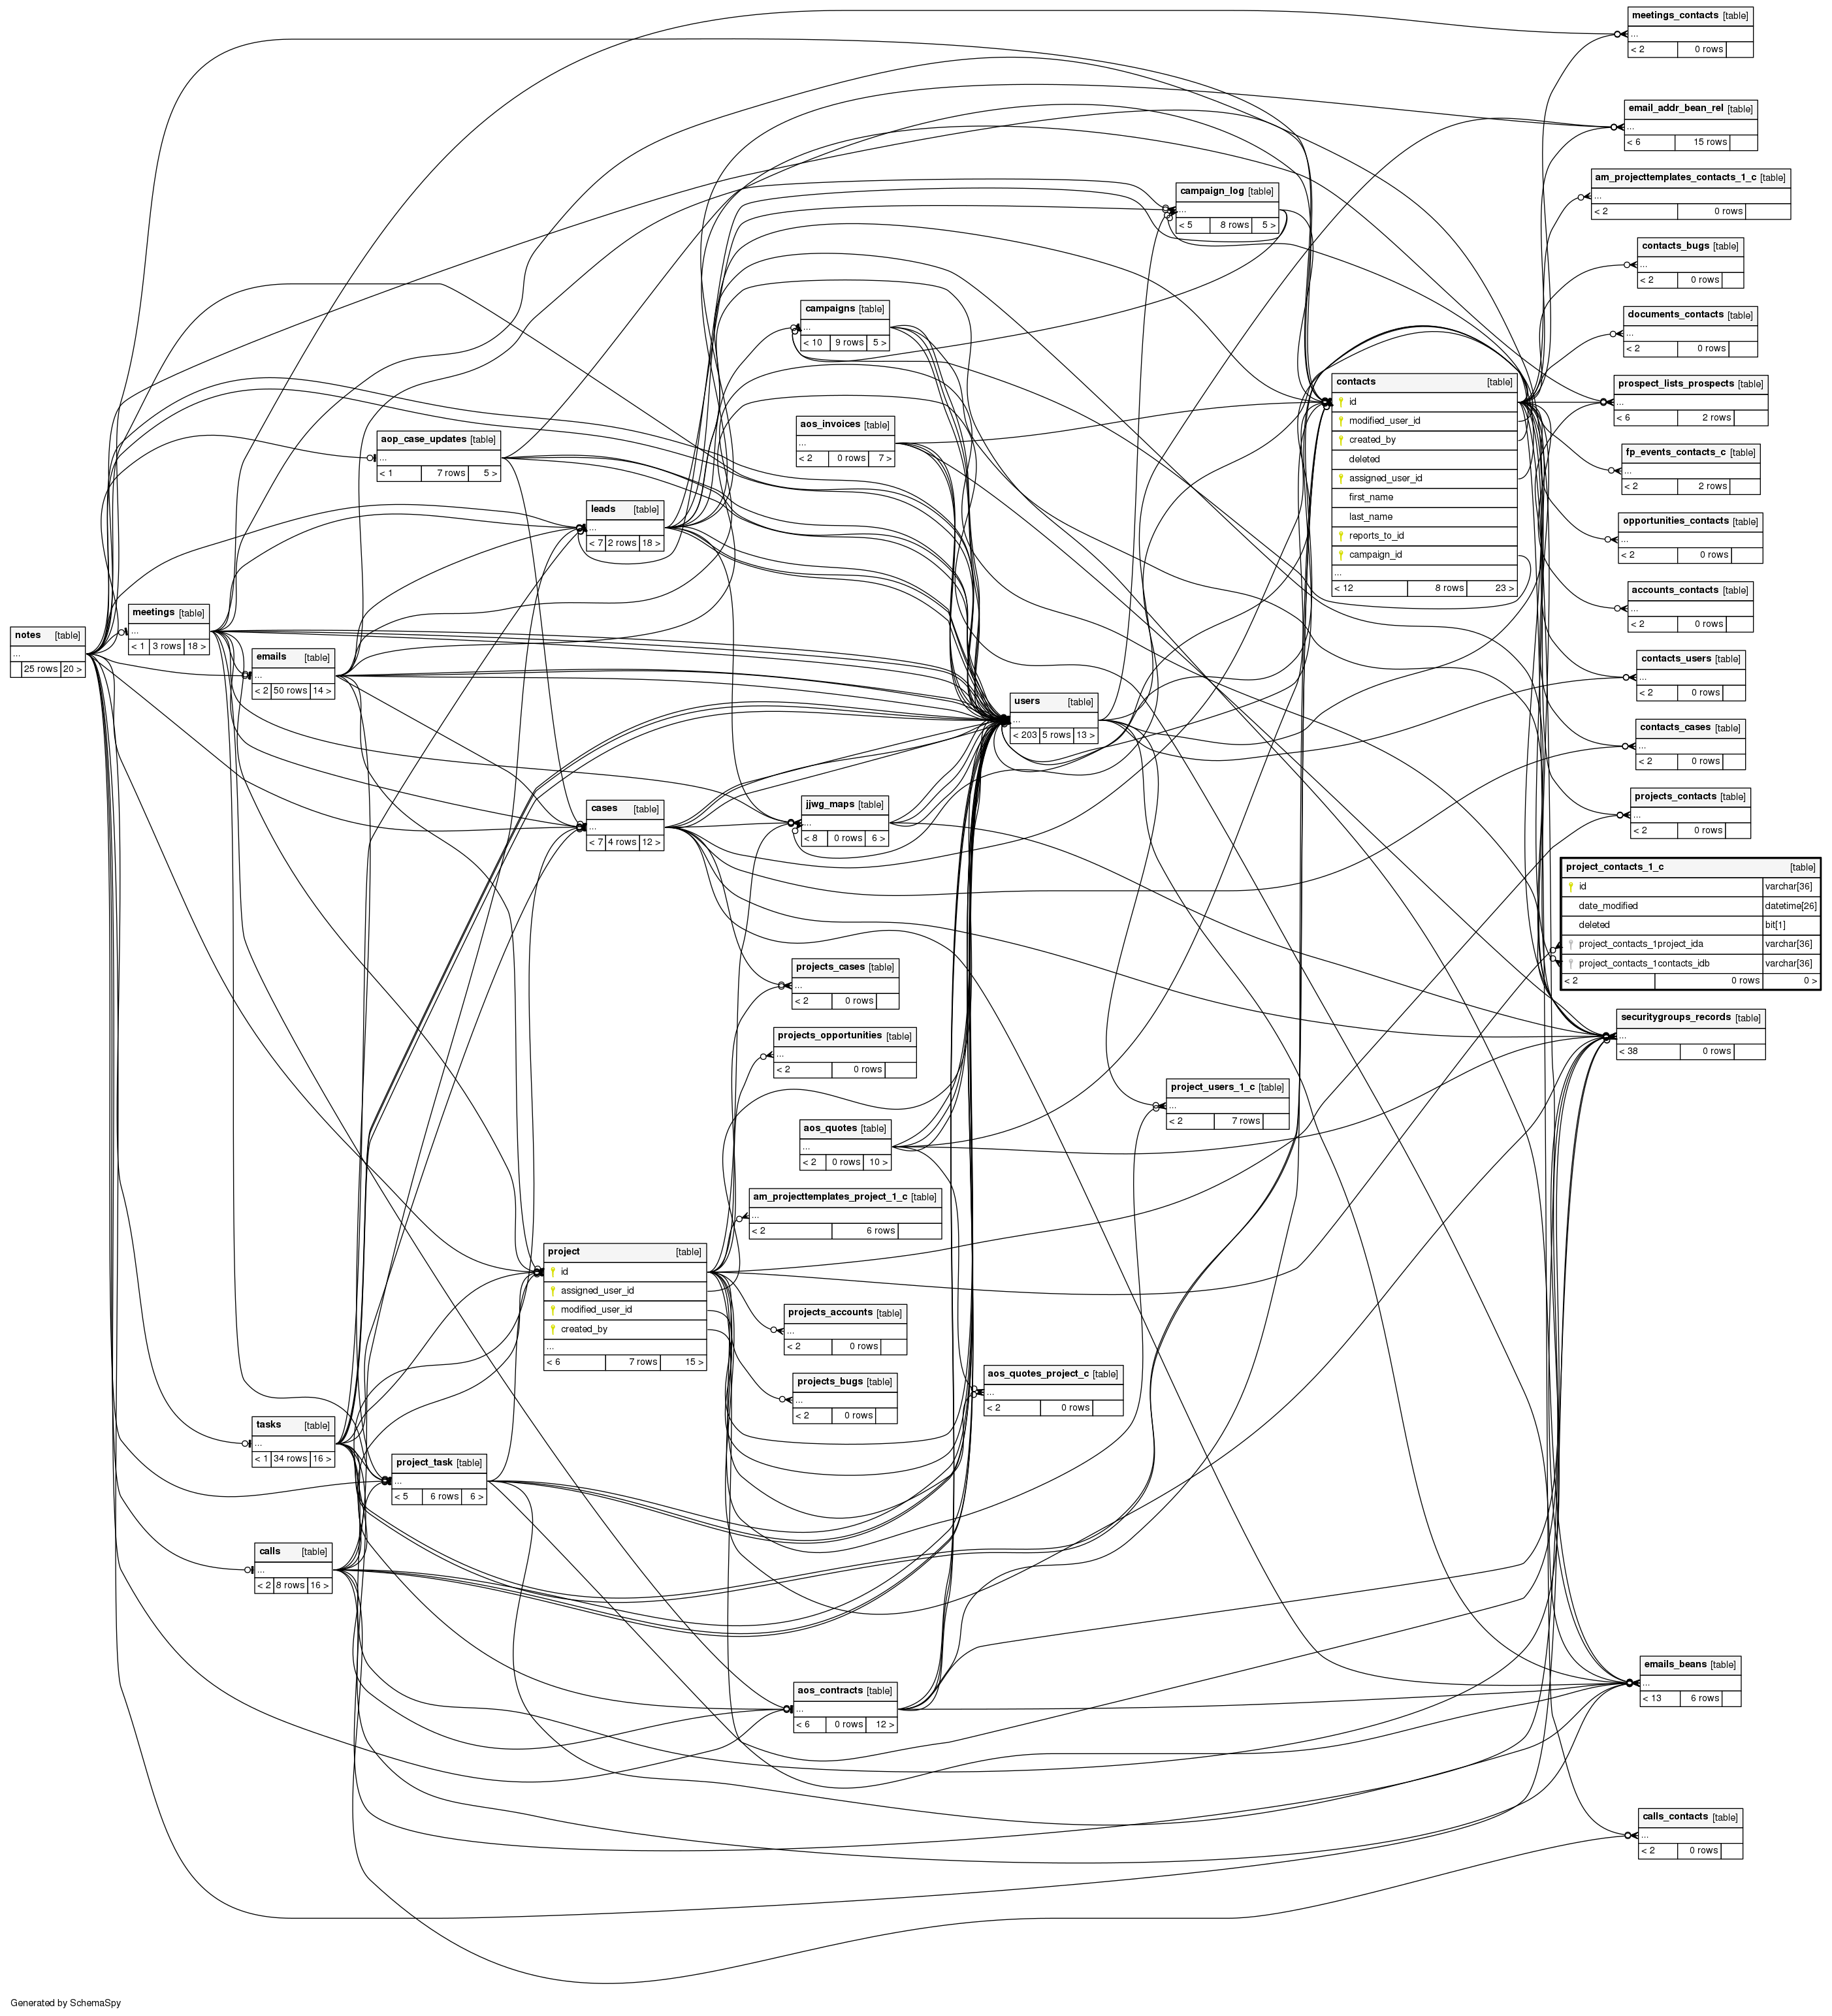 meetings_contacts [table]
...
< 2 0 rows
email_addr_bean_rel [table]
...
< 6 15 rows
am_projecttemplates_contacts_1_c [table]
...
< 2 0 rows
campaign_log [table]
...
< 5 8 rows 5 >
contacts_bugs [table]
...
< 2 0 rows
campaigns [table]
...
< 10 9 rows 5 >
documents_contacts [table]
...
< 2 0 rows
contacts [table]
id
modified_user_id
created_by
deleted
assigned_user_id
first_name
last_name
reports_to_id
campaign_id
...
< 12 8 rows 23 >
prospect_lists_prospects [table]
...
< 6 2 rows
aos_invoices [table]
...
< 2 0 rows 7 >
aop_case_updates [table]
...
< 1 7 rows 5 >
fp_events_contacts_c [table]
...
< 2 2 rows
leads [table]
...
< 7 2 rows 18 >
opportunities_contacts [table]
...
< 2 0 rows
accounts_contacts [table]
...
< 2 0 rows
meetings [table]
...
< 1 3 rows 18 >
notes [table]
...
25 rows 20 >
emails [table]
...
< 2 50 rows 14 >
contacts_users [table]
...
< 2 0 rows
users [table]
...
< 203 5 rows 13 >
contacts_cases [table]
...
< 2 0 rows
cases [table]
...
< 7 4 rows 12 >
jjwg_maps [table]
...
< 8 0 rows 6 >
projects_contacts [table]
...
< 2 0 rows
project_contacts_1_c [table]
id varchar[36]
date_modified datetime[26]
deleted bit[1]
project_contacts_1project_ida varchar[36]
project_contacts_1contacts_idb varchar[36]
< 2 0 rows 0 >
projects_cases [table]
...
< 2 0 rows
securitygroups_records [table]
...
< 38 0 rows
projects_opportunities [table]
...
< 2 0 rows
project_users_1_c [table]
...
< 2 7 rows
aos_quotes [table]
...
< 2 0 rows 10 >
am_projecttemplates_project_1_c [table]
...
< 2 6 rows
project [table]
id
assigned_user_id
modified_user_id
created_by
...
< 6 7 rows 15 >
projects_accounts [table]
...
< 2 0 rows
aos_quotes_project_c [table]
...
< 2 0 rows
projects_bugs [table]
...
< 2 0 rows
tasks [table]
...
< 1 34 rows 16 >
project_task [table]
...
< 5 6 rows 6 >
calls [table]
...
< 2 8 rows 16 >
emails_beans [table]
...
< 13 6 rows
aos_contracts [table]
...
< 6 0 rows 12 >
calls_contacts [table]
...
< 2 0 rows
Generated by SchemaSpy